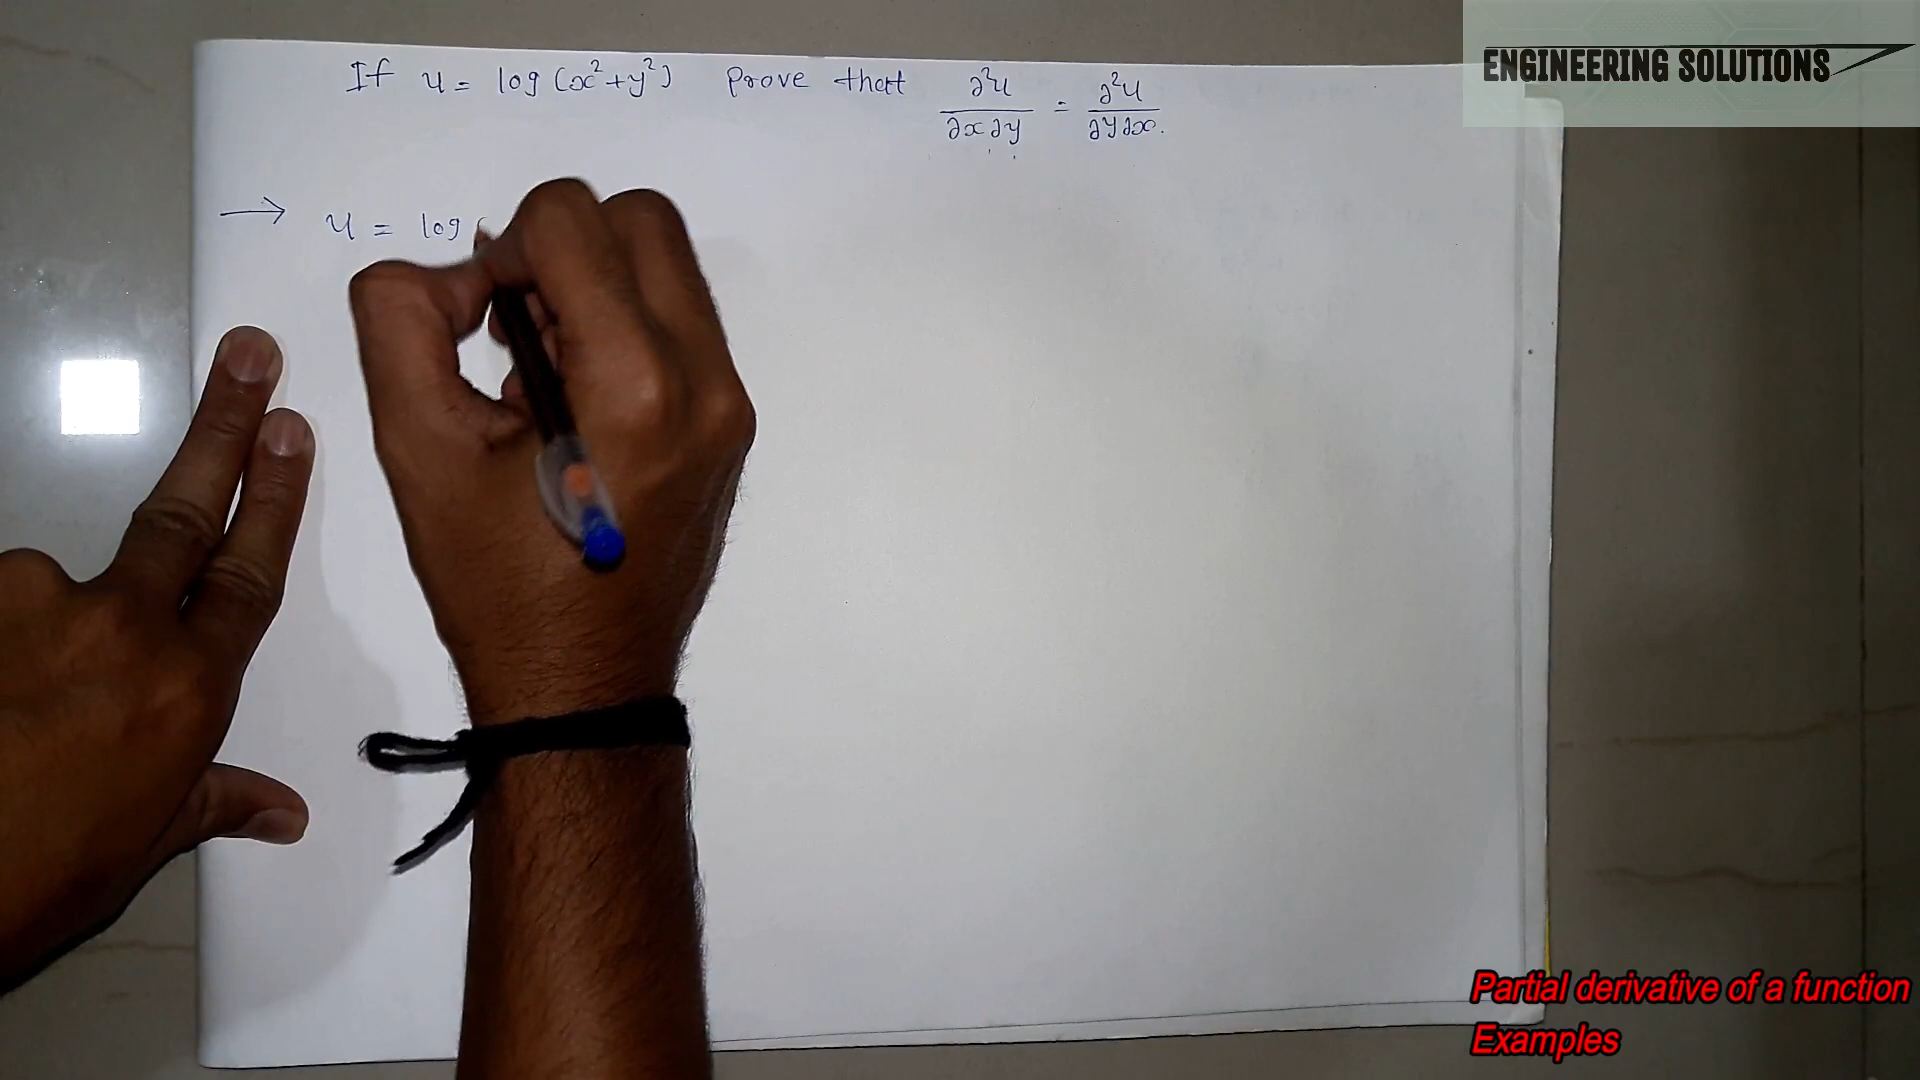 ENGINEERING SOLUTIONS
If u = log (x²+y²) prove that ∂²u/∂x∂y = ∂²u/∂y∂x.
→ u = log (
Partial derivative of a function
Examples